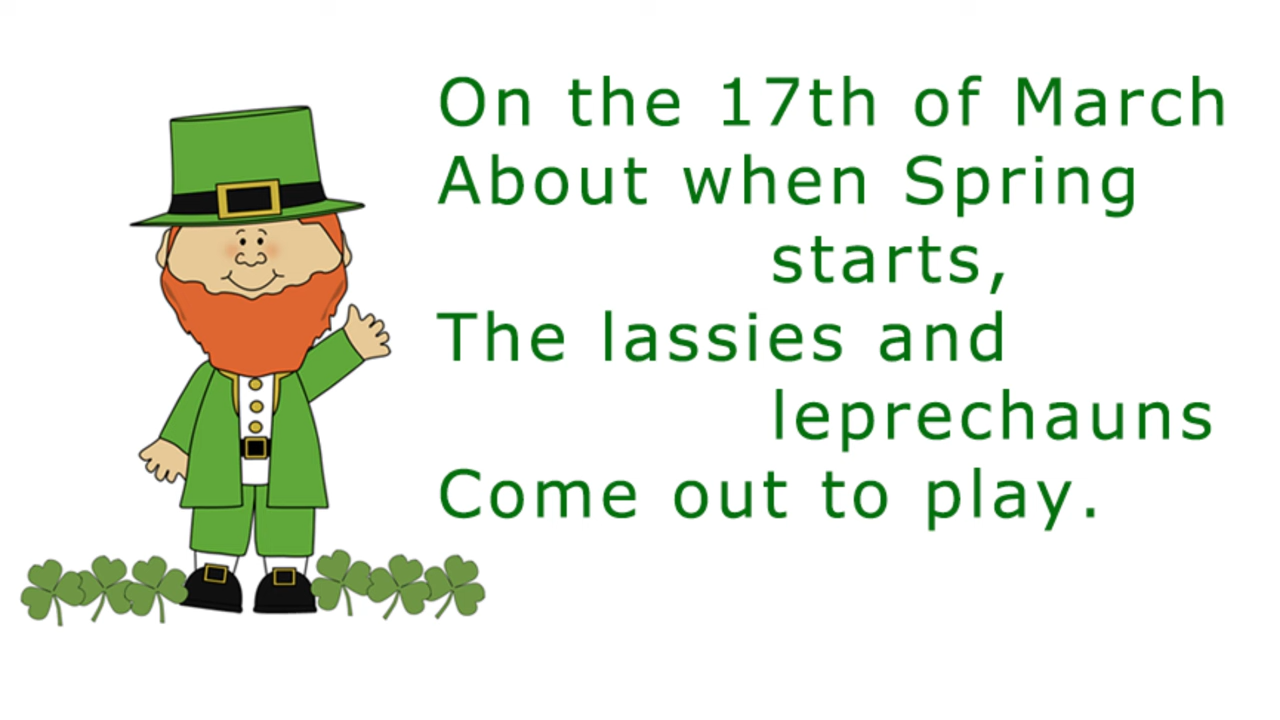 On the 17th of March
About when Spring
starts,
The lassies and
leprechauns
Come out to play.